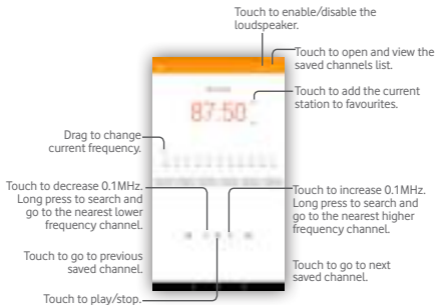 Touch to enable/disable the
loudspeaker.
Touch to open and view the
saved channels list.
Touch to add the current
station to favourites.
87.50
Drag to change
current frequency.
Touch to decrease 0.1MHz.
Long press to search and
go to the nearest lower
frequency channel.
Touch to increase 0.1MHz.
Long press to search and
go to the nearest higher
frequency channel.
Touch to go to previous
saved channel.
Touch to go to next
saved channel.
Touch to play/stop.